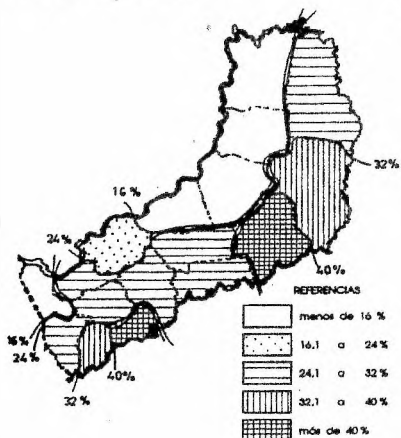 32%
16%
24%
40%
REFERENCIAS
menos de 16 %
16,1 a 24%
24,1 a 32%
32,1 a 40%
más de 40%
16%
24%
40%
32%